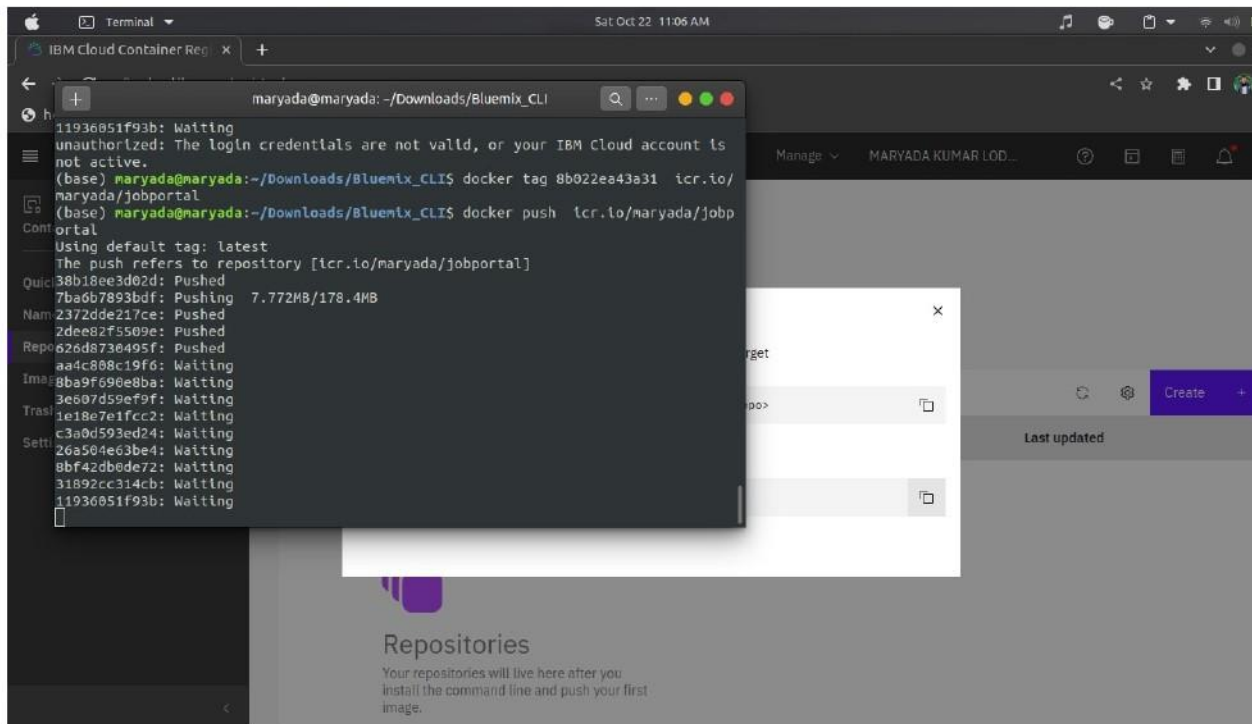 Terminal
Sat Oct 22 11:06 AM
IBM Cloud Container Reg
maryada@maryada: ~/Downloads/Bluemix_CLI
11936051f93b: Waiting
unauthorized: The login credentials are not valid, or your IBM Cloud account is
not active.
(base) maryada@maryada:~/Downloads/Bluemix_CLI$ docker tag 8b022ea43a31  icr.io/
maryada/jobportal
(base) maryada@maryada:~/Downloads/Bluemix_CLI$ docker push  icr.io/maryada/jobp
ortal
Using default tag: latest
The push refers to repository [icr.io/maryada/jobportal]
38b18ee3d02d: Pushed
7ba6b7893bdf: Pushing  7.772MB/178.4MB
2372dde217ce: Pushed
2dee82f5509e: Pushed
626d8730495f: Pushed
aa4c808c19f6: Waiting
8ba9f690e8ba: Waiting
3e607d59ef9f: Waiting
1e18e7e1fcc2: Waiting
c3a0d593ed24: Waiting
26a504e63be4: Waiting
8bf42db0de72: Waiting
31892cc314cb: Waiting
11936051f93b: Waiting
Manage
MARYADA KUMAR LOD...
Cont
Quic
Nam
Repo
Imag
Tras
Setti
rget
epo>
Create +
Last updated
Repositories
Your repositories will live here after you
install the command line and push your first
image.